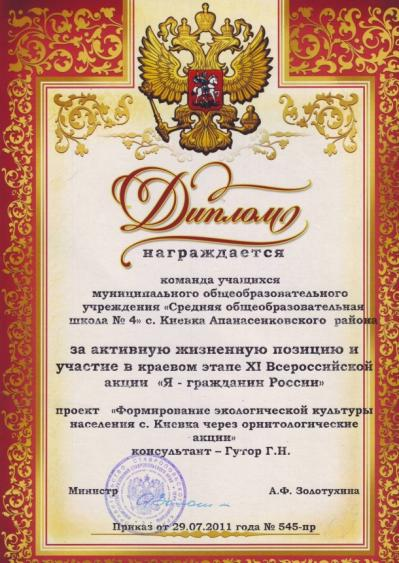 Диплом
награждается
команда учащихся
муниципального общеобразовательного
учреждения «Средняя общеобразовательная
школа № 4» с. Киевка Апанасенковского района
за активную жизненную позицию и
участие в краевом этапе XI Всероссийской
акции «Я - гражданин России»
проект «Формирование экологической культуры
населения с. Киевка через орнитологические
акции»
консультант – Гутор Г.Н.
Министр А.Ф. Золотухина
Приказ от 29.07.2011 года № 545-пр